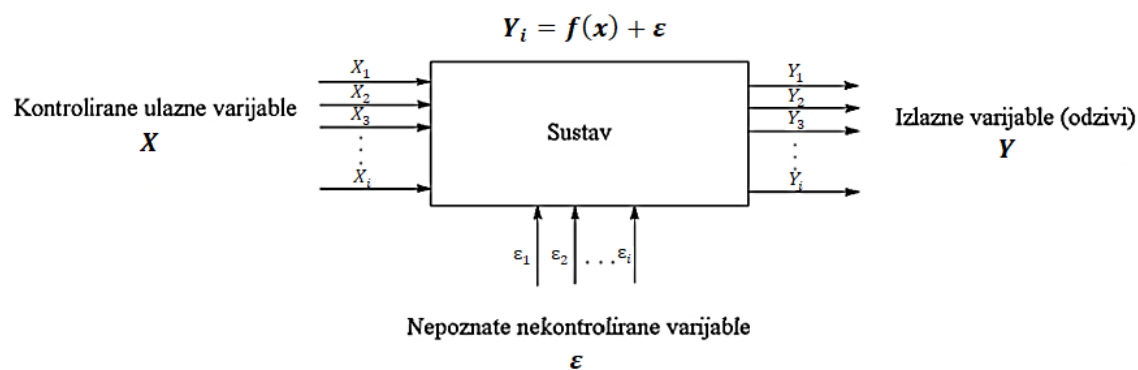 Yᵢ = f(x) + ε
Kontrolirane ulazne varijable
X
X₁
X₂
X₃
⋮
Xᵢ
Sustav
Y₁
Y₂
Y₃
⋮
Yᵢ
Izlazne varijable (odzivi)
Y
ε₁ ε₂ . . . εᵢ
Nepoznate nekontrolirane varijable
ε